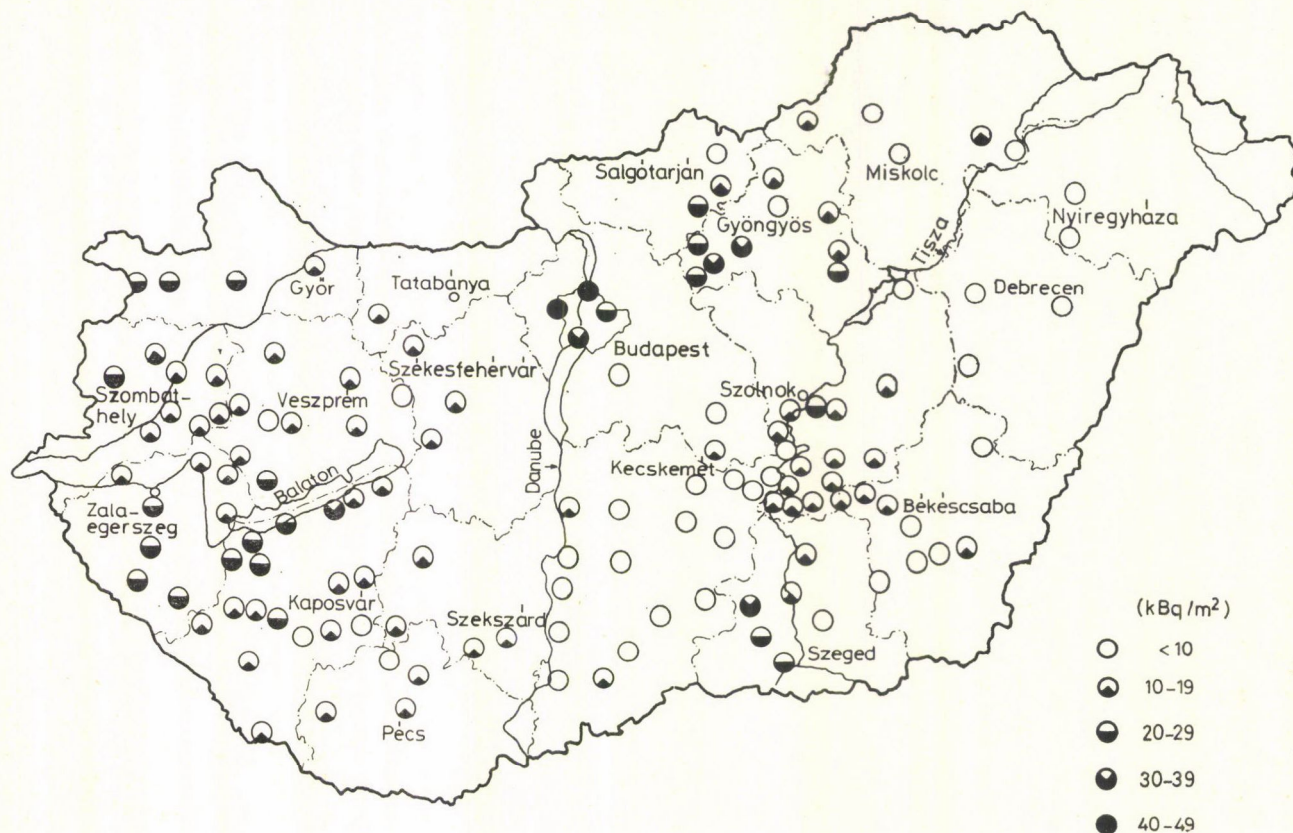 Salgótarján
Miskolc
Gyöngyös
Nyiregyháza
Tisza
Győr
Tatabánya
Debrecen
Budapest
Székesfehérvár
Szombat-
hely
Veszprém
Szolnok
Danube
Kecskemét
Balaton
Zala-
egerszeg
Békéscsaba
Kaposvár
Szekszárd
Szeged
Pécs
(kBq/m²)
<10
10-19
20-29
30-39
40-49